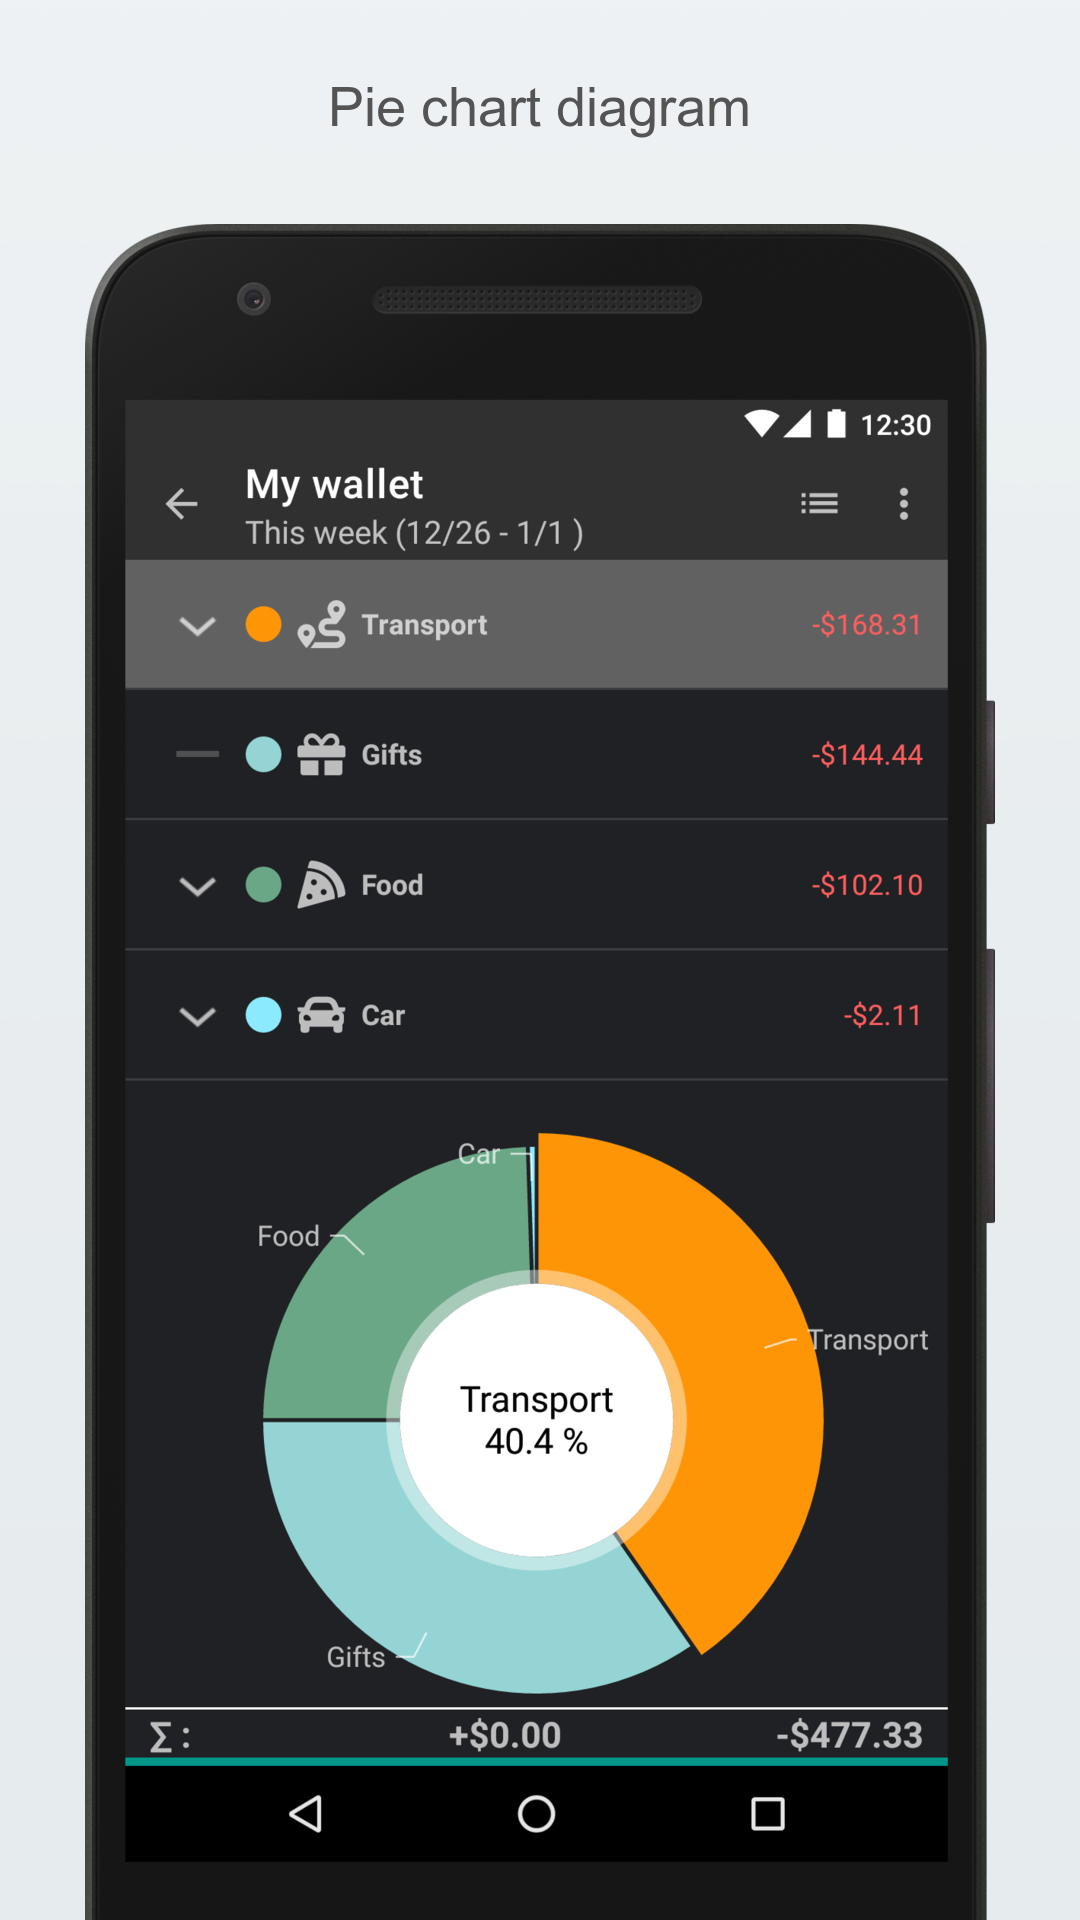 Pie chart diagram
12:30
My wallet
This week (12/26 - 1/1 )
Transport -$168.31
Gifts -$144.44
Food -$102.10
Car -$2.11
Car
Food
Transport
Transport
40.4 %
Gifts
Σ : +$0.00 -$477.33